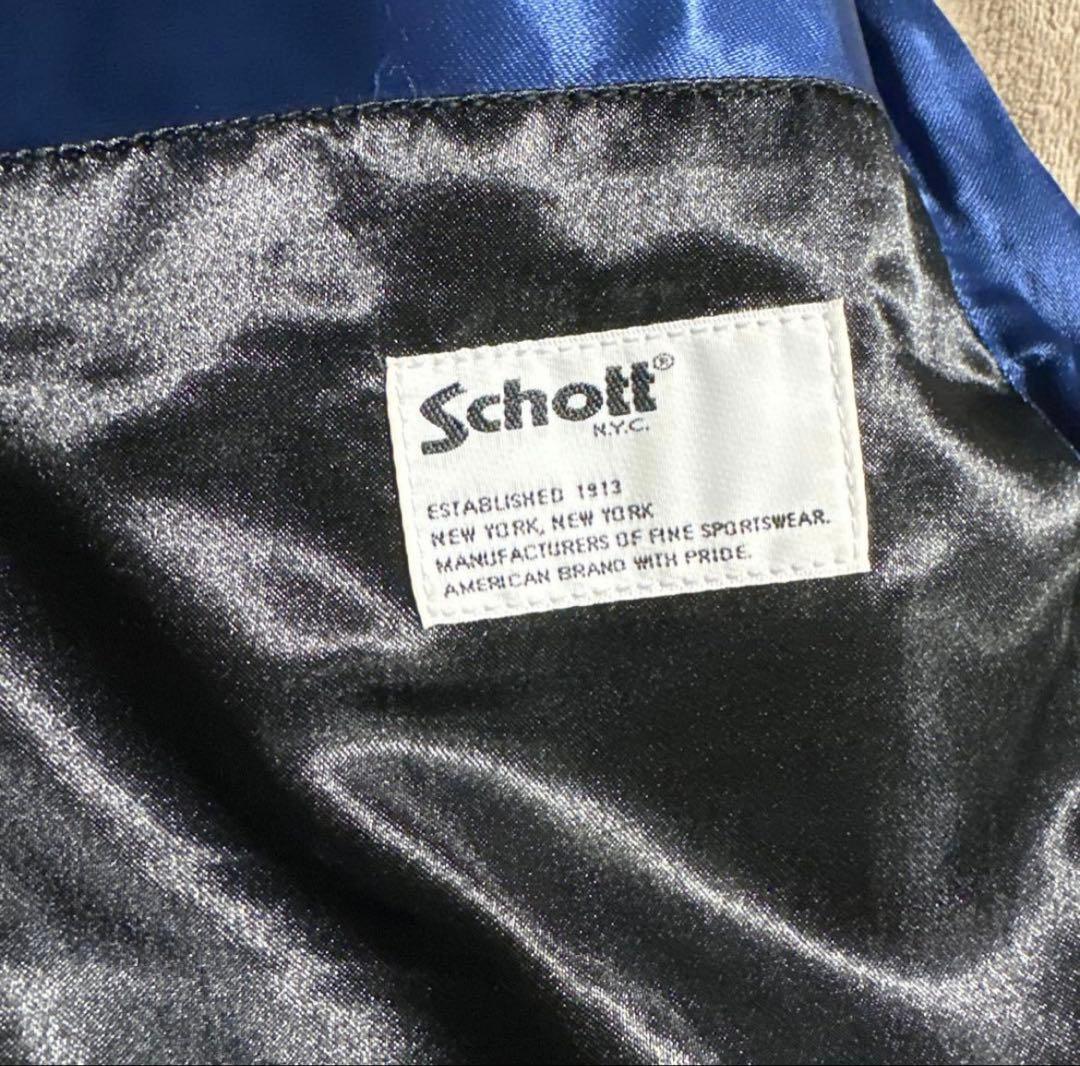 Schott®
N.Y.C.
ESTABLISHED 1913
NEW YORK, NEW YORK
MANUFACTURERS OF FINE SPORTSWEAR.
AMERICAN BRAND WITH PRIDE.